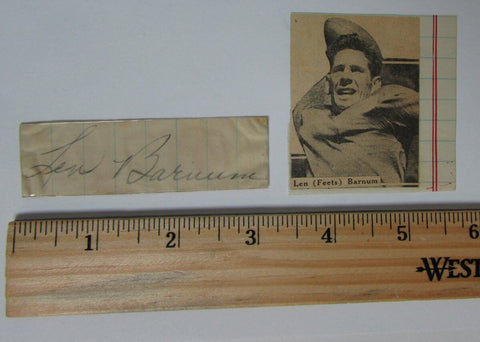 Len Barnum
Len (Feets) Barnum
1 2 3 4 5 6
WEST